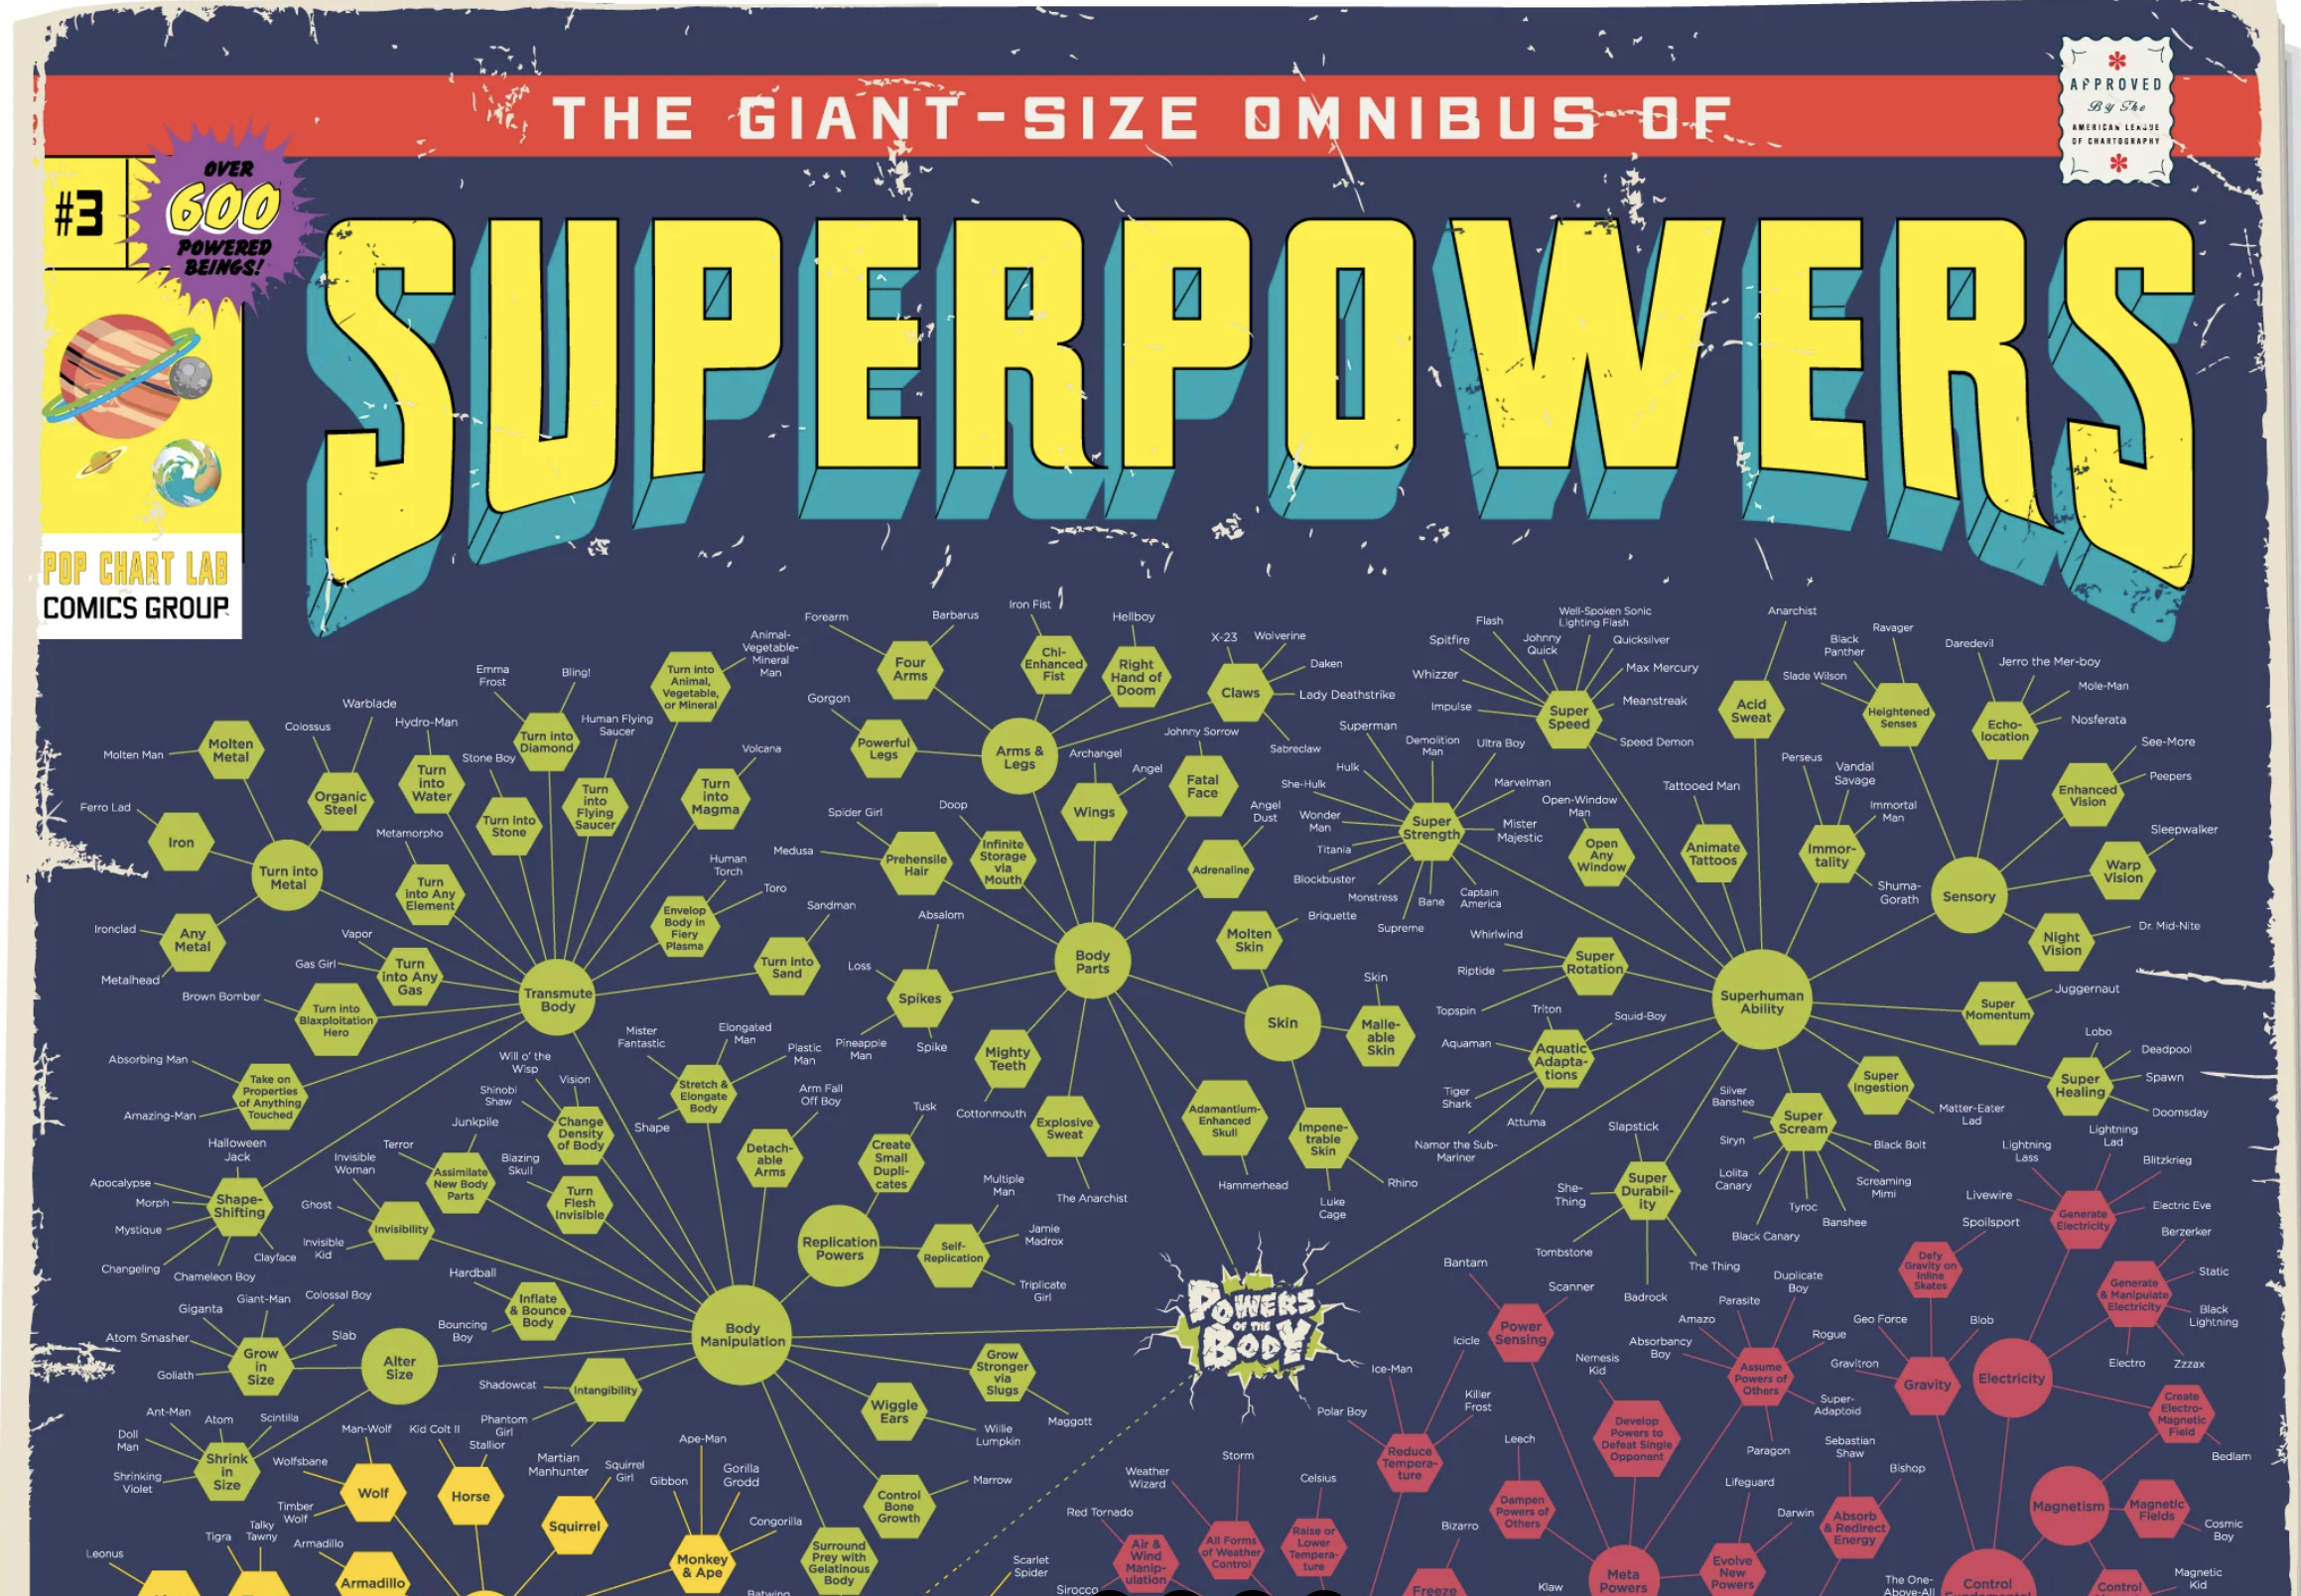 THE GIANT-SIZE OMNIBUS OF
APPROVED
By The
AMERICAN LEAGUE
OF CHARTOGRAPHY
#3
OVER
600
POWERED
BEINGS!
SUPERPOWERS
POP CHART LAB
COMICS GROUP
Molten Man
Molten
Metal
Colossus
Warblade
Organic
Steel
Ferro Lad
Iron
Turn into
Metal
Ironclad
Any
Metal
Metalhead
Hydro-Man
Turn
into
Water
Metamorpho
Turn
into Any
Element
Stone Boy
Turn into
Stone
Emma
Frost
Bling!
Turn into
Diamond
Human Flying
Saucer
Turn
into
Flying
Saucer
Animal-
Vegetable-
Mineral
Man
Turn into
Animal,
Vegetable,
or Mineral
Volcana
Turn
into
Magma
Human
Torch
Toro
Envelop
Body in
Fiery
Plasma
Sandman
Turn into
Sand
Vapor
Gas Girl
Turn
into Any
Gas
Brown Bomber
Turn into
Blaxploitation
Hero
Transmute
Body
Absorbing Man
Amazing-Man
Take on
Properties
of Anything
Touched
Halloween
Jack
Apocalypse
Morph
Mystique
Changeling
Chameleon Boy
Clayface
Shape-
Shifting
Forearm
Barbarus
Four
Arms
Iron Fist
Chi-
Enhanced
Fist
Hellboy
Right
Hand of
Doom
X-23
Wolverine
Daken
Lady Deathstrike
Sabreclaw
Claws
Gorgon
Powerful
Legs
Arms &
Legs
Archangel
Angel
Wings
Johnny Sorrow
Fatal
Face
Spider Girl
Medusa
Prehensile
Hair
Doop
Infinite
Storage
via
Mouth
Angel
Dust
Adrenaline
Absalom
Loss
Pineapple
Man
Spike
Spikes
Body
Parts
Briquette
Molten
Skin
Skin
Skin
Malle-
able
Skin
Impene-
trable
Skin
Rhino
Luke
Cage
Adamantium-
Enhanced
Skull
Hammerhead
Mighty
Teeth
Cottonmouth
Explosive
Sweat
The Anarchist
Flash
Spitfire
Whizzer
Impulse
Johnny
Quick
Well-Spoken Sonic
Lighting Flash
Quicksilver
Max Mercury
Meanstreak
Speed Demon
Super
Speed
Superman
Hulk
She-Hulk
Wonder
Man
Titania
Blockbuster
Monstress
Supreme
Bane
Captain
America
Mister
Majestic
Marvelman
Ultra Boy
Demolition
Man
Super
Strength
Anarchist
Acid
Sweat
Open-Window
Man
Open
Any
Window
Tattooed Man
Animate
Tattoos
Perseus
Vandal
Savage
Immortal
Man
Shuma-
Gorath
Immor-
tality
Slade Wilson
Black
Panther
Ravager
Heightened
Senses
Daredevil
Jerro the Mer-boy
Mole-Man
Nosferata
Echo-
location
See-More
Peepers
Enhanced
Vision
Sleepwalker
Warp
Vision
Sensory
Night
Vision
Dr. Mid-Nite
Whirlwind
Riptide
Topspin
Super
Rotation
Superhuman
Ability
Super
Momentum
Juggernaut
Triton
Squid-Boy
Aquaman
Tiger
Shark
Namor the Sub-
Mariner
Attuma
Aquatic
Adapta-
tions
Super
Ingestion
Matter-Eater
Lad
Lobo
Deadpool
Spawn
Doomsday
Super
Healing
Silver
Banshee
Siryn
Lolita
Canary
Black Canary
Tyroc
Banshee
Screaming
Mimi
Black Bolt
Super
Scream
Slapstick
She-
Thing
Tombstone
Badrock
The Thing
Super
Durabil-
ity
Mister
Fantastic
Elongated
Man
Plastic
Man
Shape
Stretch &
Elongate
Body
Arm Fall
Off Boy
Detach-
able
Arms
Will o' the
Wisp
Shinobi
Shaw
Vision
Change
Density
of Body
Blazing
Skull
Turn
Flesh
Invisible
Junkpile
Terror
Assimilate
New Body
Parts
Invisible
Woman
Ghost
Invisible
Kid
Invisibility
Tusk
Create
Small
Dupli-
cates
Replication
Powers
Self-
Replication
Multiple
Man
Jamie
Madrox
Triplicate
Girl
Hardball
Bouncing
Boy
Inflate
& Bounce
Body
Body
Manipulation
POWERS
OF THE
BODY
Giganta
Giant-Man
Colossal Boy
Slab
Atom Smasher
Goliath
Grow
in
Size
Alter
Size
Ant-Man
Atom
Scintilla
Doll
Man
Shrinking
Violet
Shrink
in
Size
Shadowcat
Phantom
Girl
Martian
Manhunter
Intangibility
Grow
Stronger
via
Slugs
Maggott
Wiggle
Ears
Willie
Lumpkin
Control
Bone
Growth
Marrow
Surround
Prey with
Gelatinous
Body
Man-Wolf
Wolfsbane
Timber
Wolf
Wolf
Kid Colt II
Stallior
Horse
Squirrel
Girl
Squirrel
Ape-Man
Gibbon
Gorilla
Grodd
Congorilla
Monkey
& Ape
Batwing
Tigra
Talky
Tawny
Leonus
Armadillo
Armadillo
Scarlet
Spider
Bantam
Scanner
Power
Sensing
Icicle
Ice-Man
Polar Boy
Killer
Frost
Reduce
Tempera-
ture
Storm
Weather
Wizard
All Forms
of Weather
Control
Red Tornado
Sirocco
Air &
Wind
Manip-
ulation
Celsius
Raise or
Lower
Tempera-
ture
Bizarro
Freeze
Leech
Dampen
Powers of
Others
Klaw
Nemesis
Kid
Develop
Powers to
Defeat Single
Opponent
Meta
Powers
Amazo
Absorbancy
Boy
Parasite
Duplicate
Boy
Rogue
Super-
Adaptoid
Paragon
Assume
Powers of
Others
Lifeguard
Darwin
Evolve
New
Powers
Sebastian
Shaw
Bishop
Absorb
& Redirect
Energy
Spoilsport
Defy
Gravity on
Inline
Skates
Geo Force
Blob
Gravitron
Gravity
Lightning
Lass
Lightning
Lad
Blitzkrieg
Livewire
Electric Eve
Generate
Electricity
Berzerker
Static
Black
Lightning
Zzzax
Electro
Generate
& Manipulate
Electricity
Electricity
Create
Electro-
Magnetic
Field
Bedlam
Magnetism
Magnetic
Fields
Cosmic
Boy
Magnetic
Kid
Control
The One-
Above-All
Control